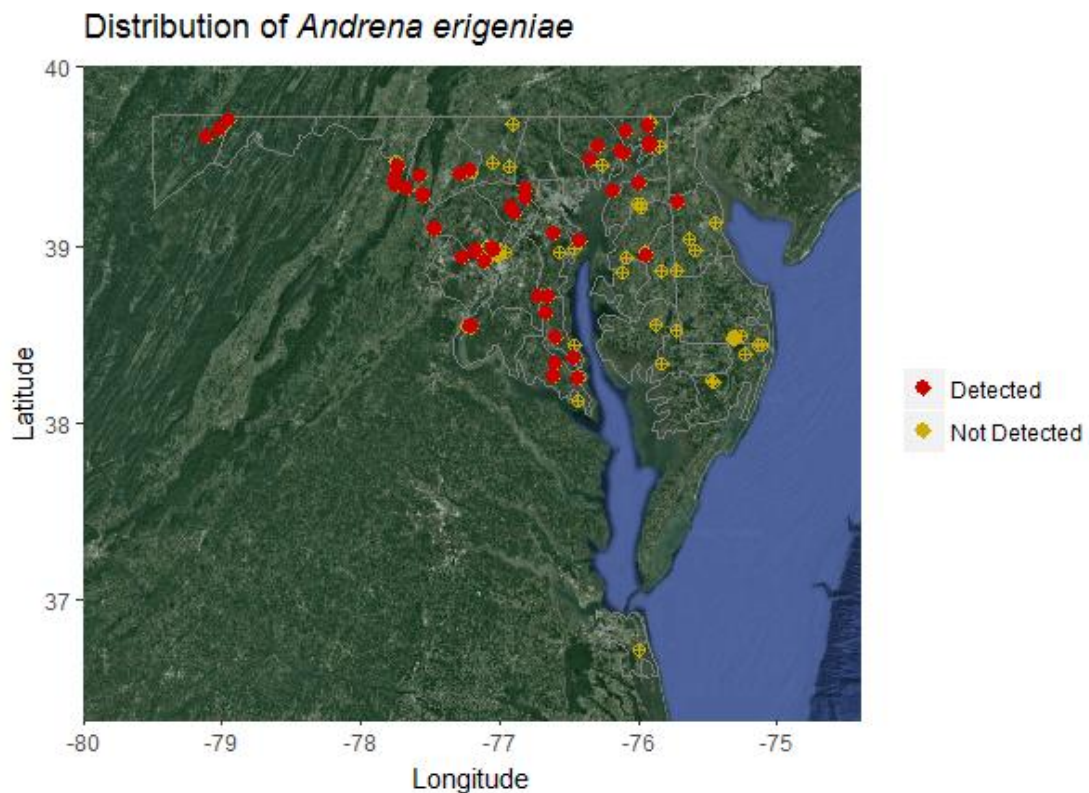 Distribution of Andrena erigeniae
40
39
38
37
Latitude
-80
-79
-78
-77
-76
-75
Longitude
Detected
Not Detected